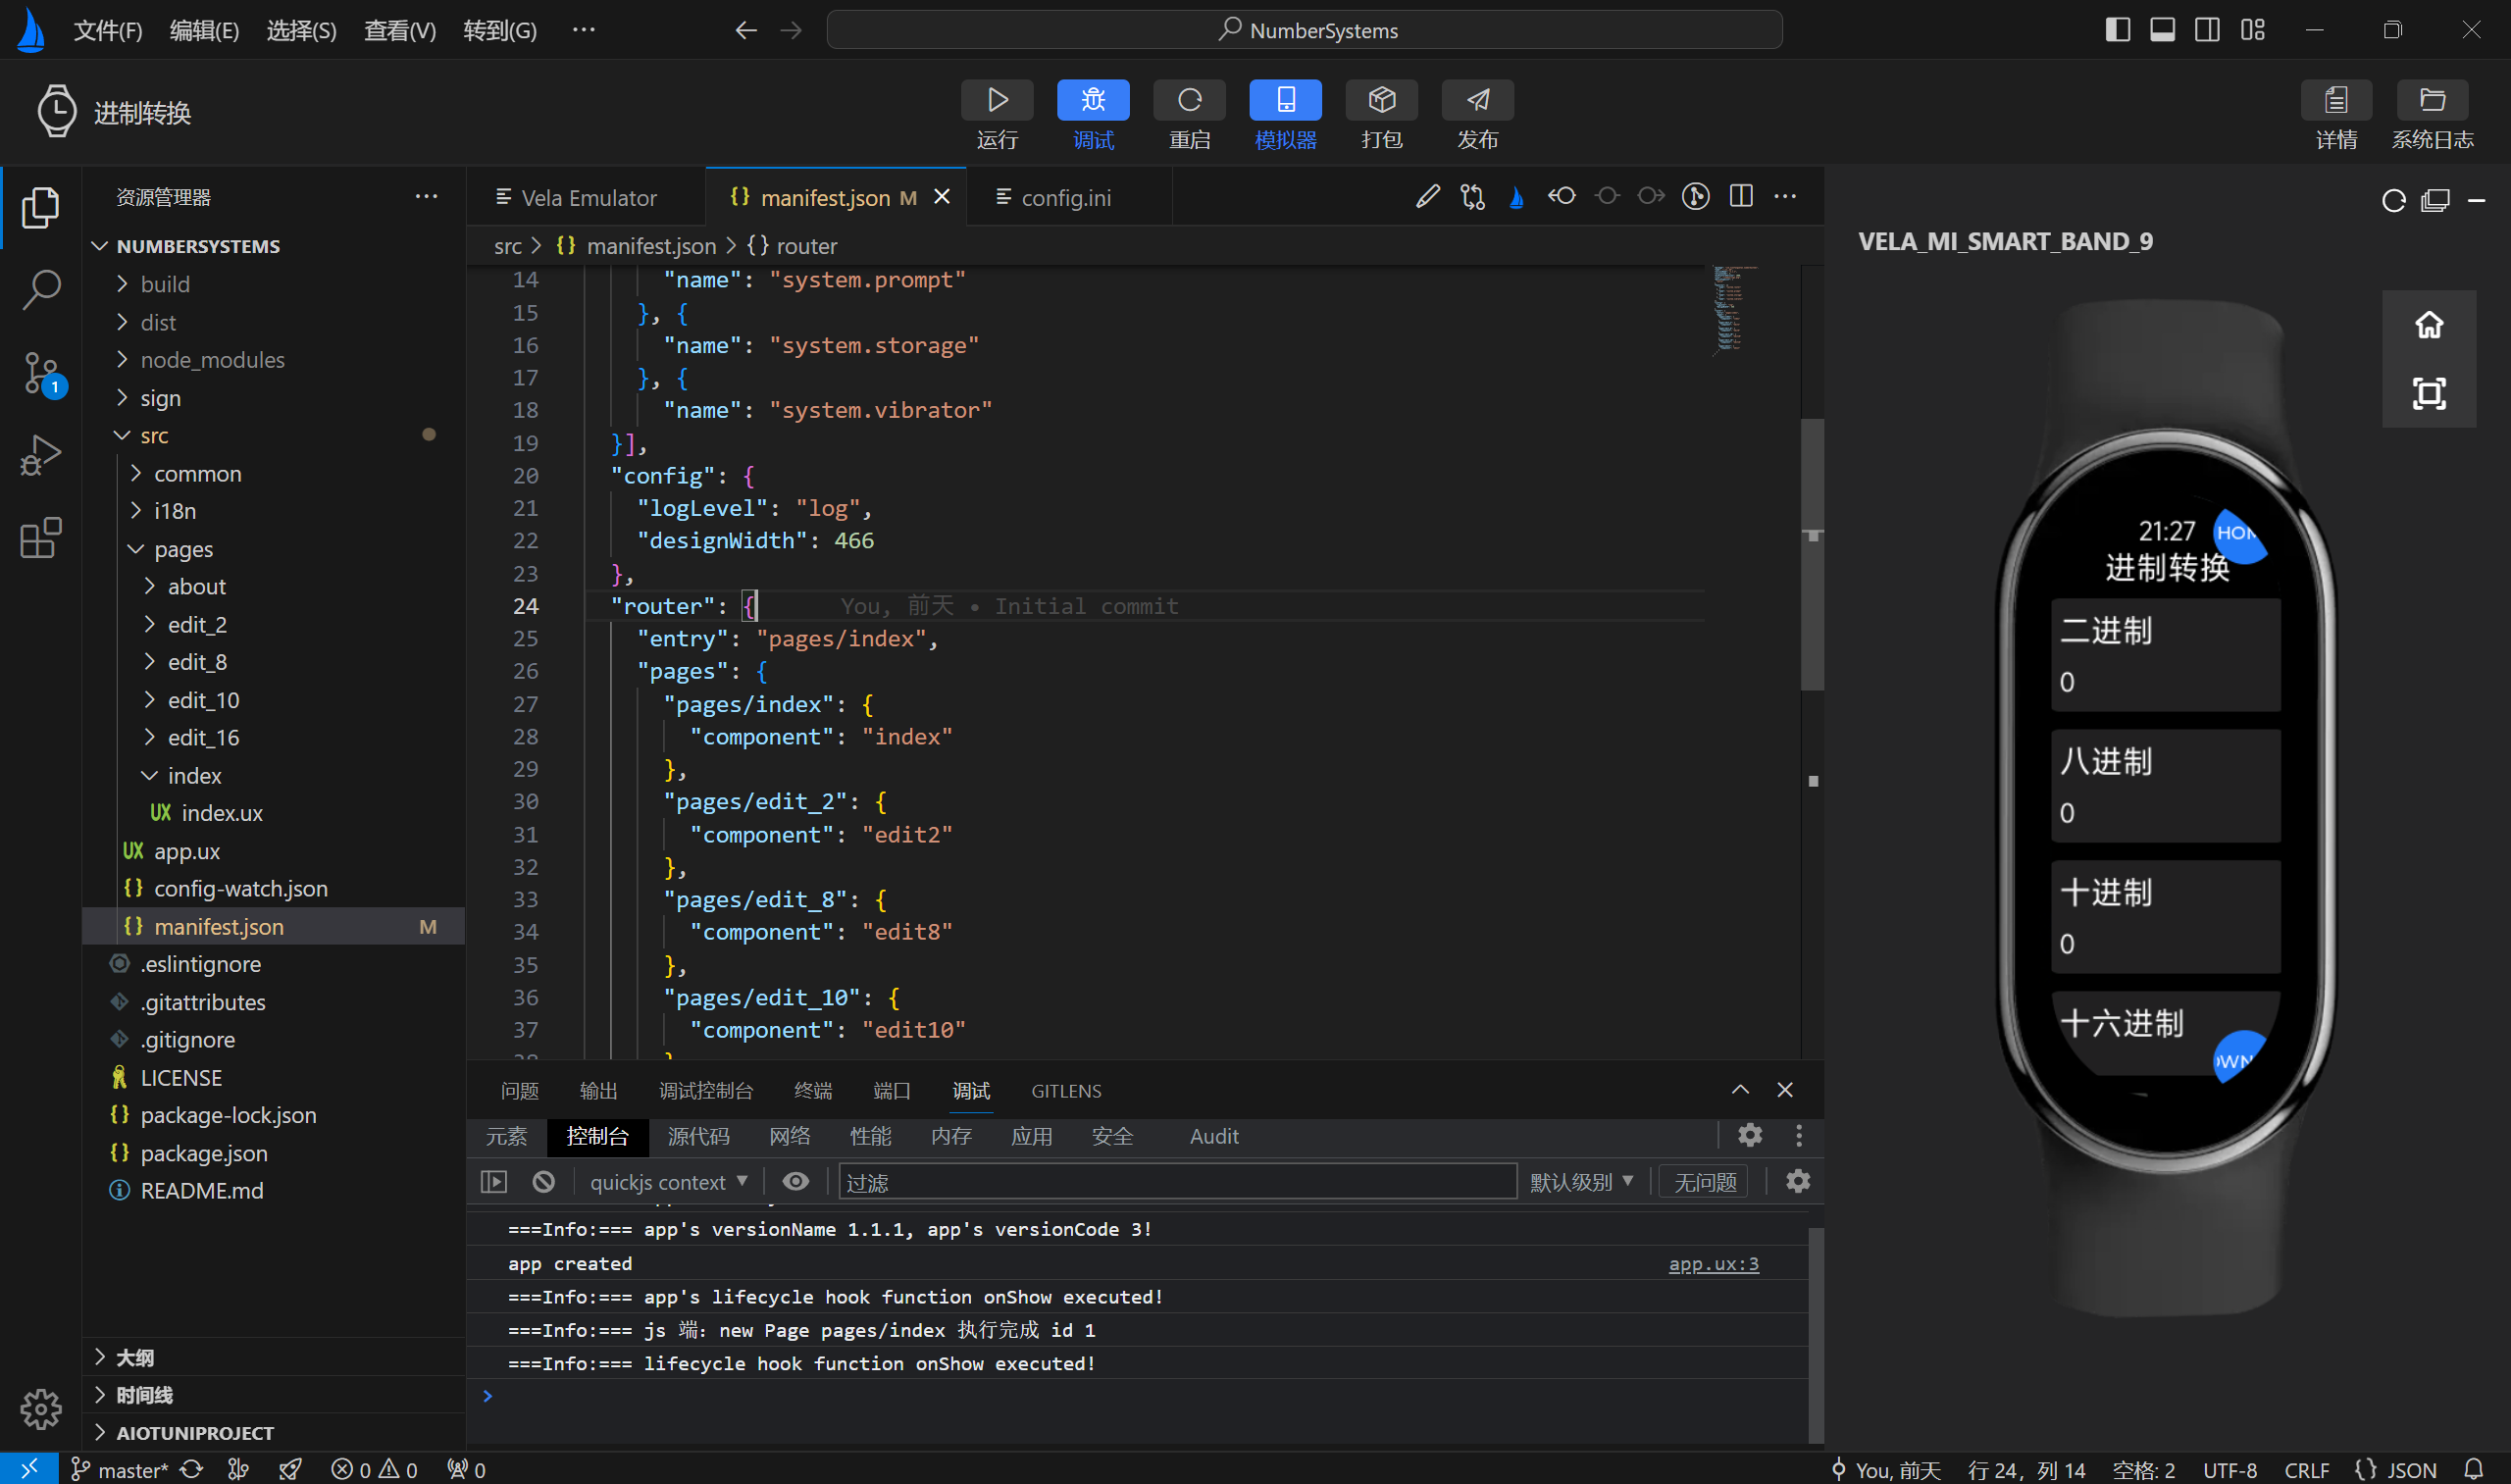 文件(F) 编辑(E) 选择(S) 查看(V) 转到(G) ··· NumberSystems
进制转换
运行 调试 重启 模拟器 打包 发布 详情 系统日志
资源管理器 ···
NUMBERSYSTEMS
build
dist
node_modules
sign
src
common
i18n
pages
about
edit_2
edit_8
edit_10
edit_16
index
UX index.ux
UX app.ux
{} config-watch.json
{} manifest.json M
.eslintignore
.gitattributes
.gitignore
LICENSE
{} package-lock.json
{} package.json
README.md
大纲
时间线
AIOTUNIPROJECT
1
Vela Emulator {} manifest.json M config.ini
src > {} manifest.json > {} router
14 "name": "system.prompt"
15 }, {
16 "name": "system.storage"
17 }, {
18 "name": "system.vibrator"
19 }],
20 "config": {
21 "logLevel": "log",
22 "designWidth": 466
23 },
24 "router": { You, 前天 • Initial commit
25 "entry": "pages/index",
26 "pages": {
27 "pages/index": {
28 "component": "index"
29 },
30 "pages/edit_2": {
31 "component": "edit2"
32 },
33 "pages/edit_8": {
34 "component": "edit8"
35 },
36 "pages/edit_10": {
37 "component": "edit10"
问题 输出 调试控制台 终端 端口 调试 GITLENS
元素 控制台 源代码 网络 性能 内存 应用 安全 Audit
quickjs context 过滤 默认级别 无问题
===Info:=== app's versionName 1.1.1, app's versionCode 3!
app created app.ux:3
===Info:=== app's lifecycle hook function onShow executed!
===Info:=== js 端：new Page pages/index 执行完成 id 1
===Info:=== lifecycle hook function onShow executed!
>
VELA_MI_SMART_BAND_9
21:27
HOM
进制转换
二进制
0
八进制
0
十进制
0
十六进制
OWN
master* 0 0 0 You, 前天 行 24，列 14 空格: 2 UTF-8 CRLF {} JSON